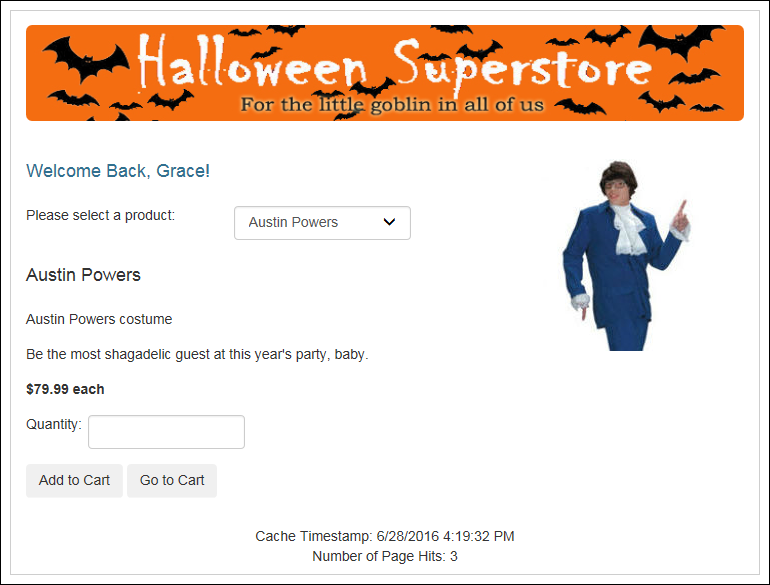 Halloween Superstore
For the little goblin in all of us
Welcome Back, Grace!
Please select a product:
Austin Powers
Austin Powers
Austin Powers costume
Be the most shagadelic guest at this year's party, baby.
$79.99 each
Quantity:
Add to Cart Go to Cart
Cache Timestamp: 6/28/2016 4:19:32 PM
Number of Page Hits: 3